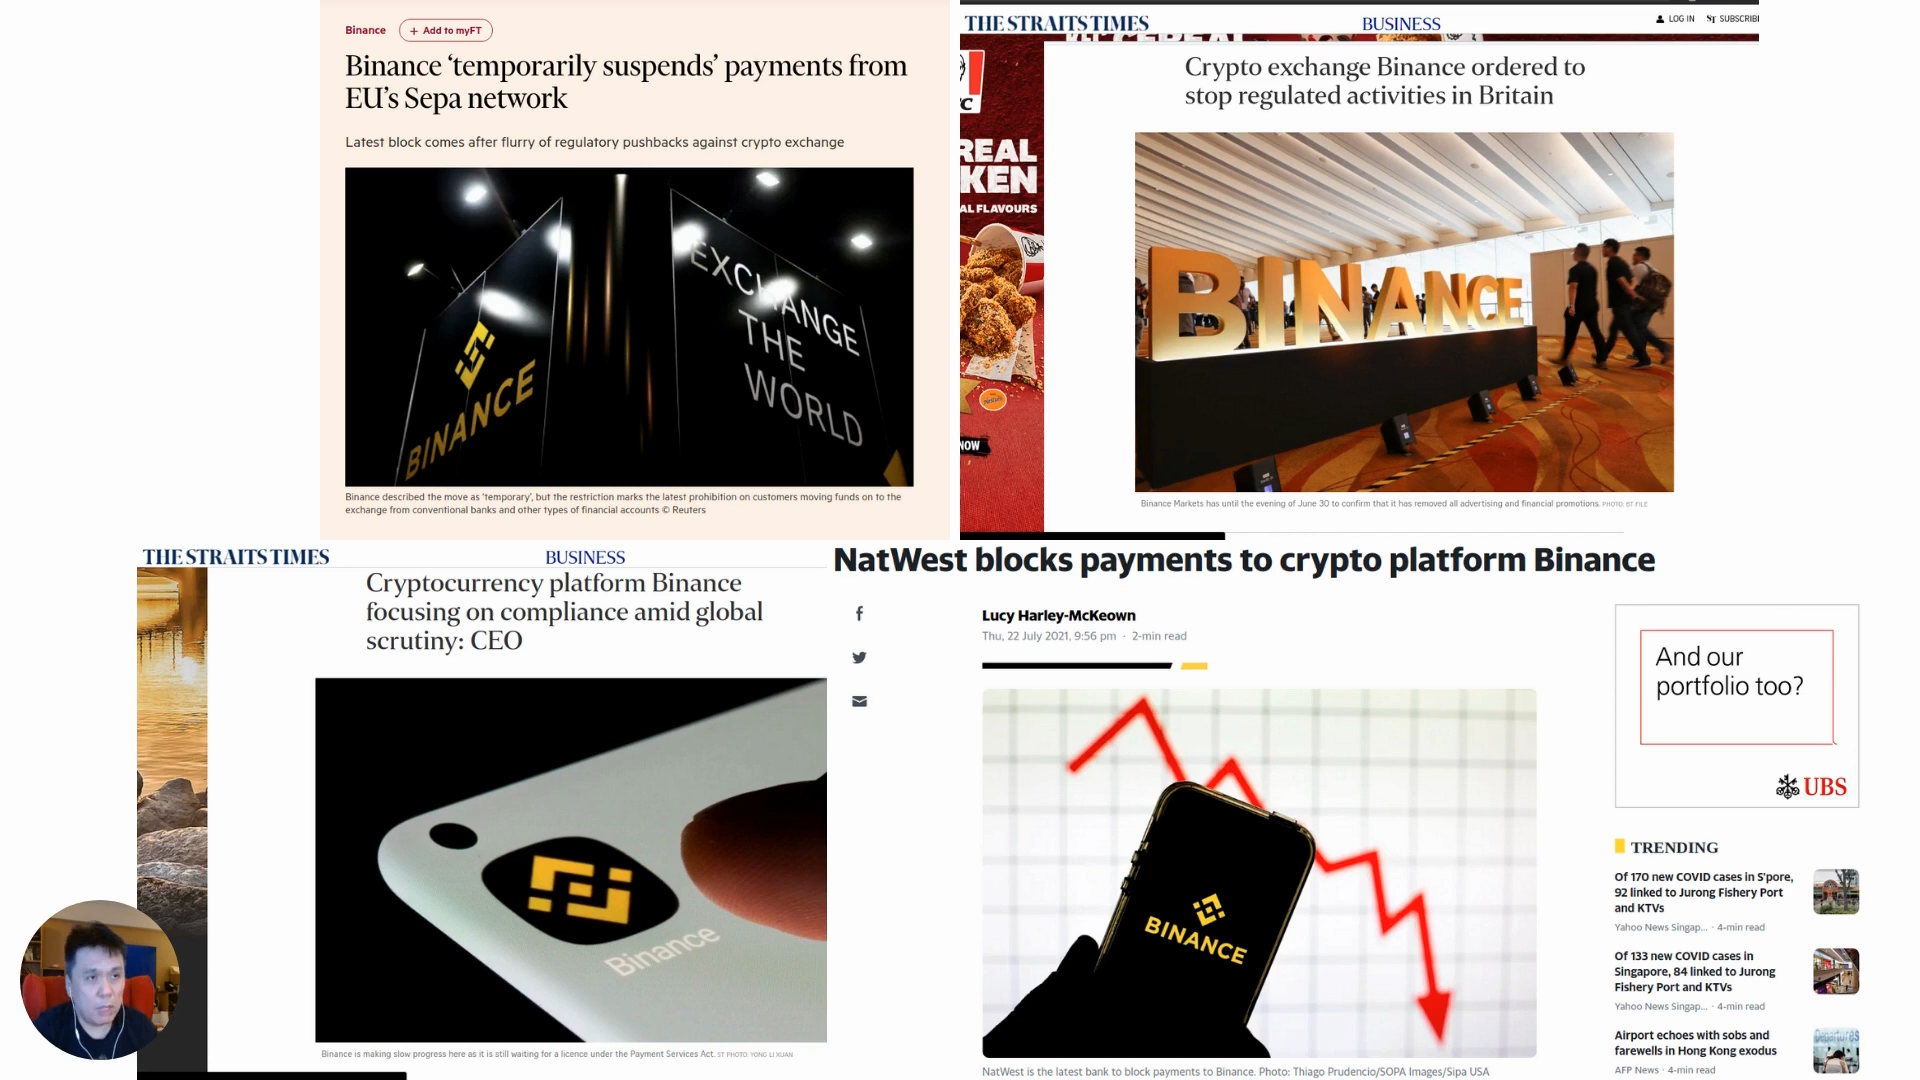 Binance
+ Add to myFT
Binance ‘temporarily suspends’ payments from
EU’s Sepa network
Latest block comes after flurry of regulatory pushbacks against crypto exchange
BINANCE
EXCHANGE
THE
WORLD
Binance described the move as ‘temporary’, but the restriction marks the latest prohibition on customers moving funds on to the
exchange from conventional banks and other types of financial accounts © Reuters
THE STRAITS TIMES
BUSINESS
LOG IN
ST SUBSCRIBE
REAL
KEN
AL FLAVOURS
NOW
Crypto exchange Binance ordered to
stop regulated activities in Britain
BINANCE
Binance Markets has until the evening of June 30 to confirm that it has removed all advertising and financial promotions. PHOTO: BT FILE
THE STRAITS TIMES
BUSINESS
Cryptocurrency platform Binance
focusing on compliance amid global
scrutiny: CEO
Binance
Binance is making slow progress here as it is still waiting for a licence under the Payment Services Act. ST PHOTO: YONG LI XUAN
NatWest blocks payments to crypto platform Binance
Lucy Harley-McKeown
Thu, 22 July 2021, 9:56 pm · 2-min read
BINANCE
NatWest is the latest bank to block payments to Binance. Photo: Thiago Prudencio/SOPA Images/Sipa USA
And our
portfolio too?
UBS
TRENDING
Of 170 new COVID cases in S'pore,
92 linked to Jurong Fishery Port
and KTVs
Yahoo News Singap... · 4-min read
Of 133 new COVID cases in
Singapore, 84 linked to Jurong
Fishery Port and KTVs
Yahoo News Singap... · 4-min read
Airport echoes with sobs and
farewells in Hong Kong exodus
AFP News · 4-min read
Departures